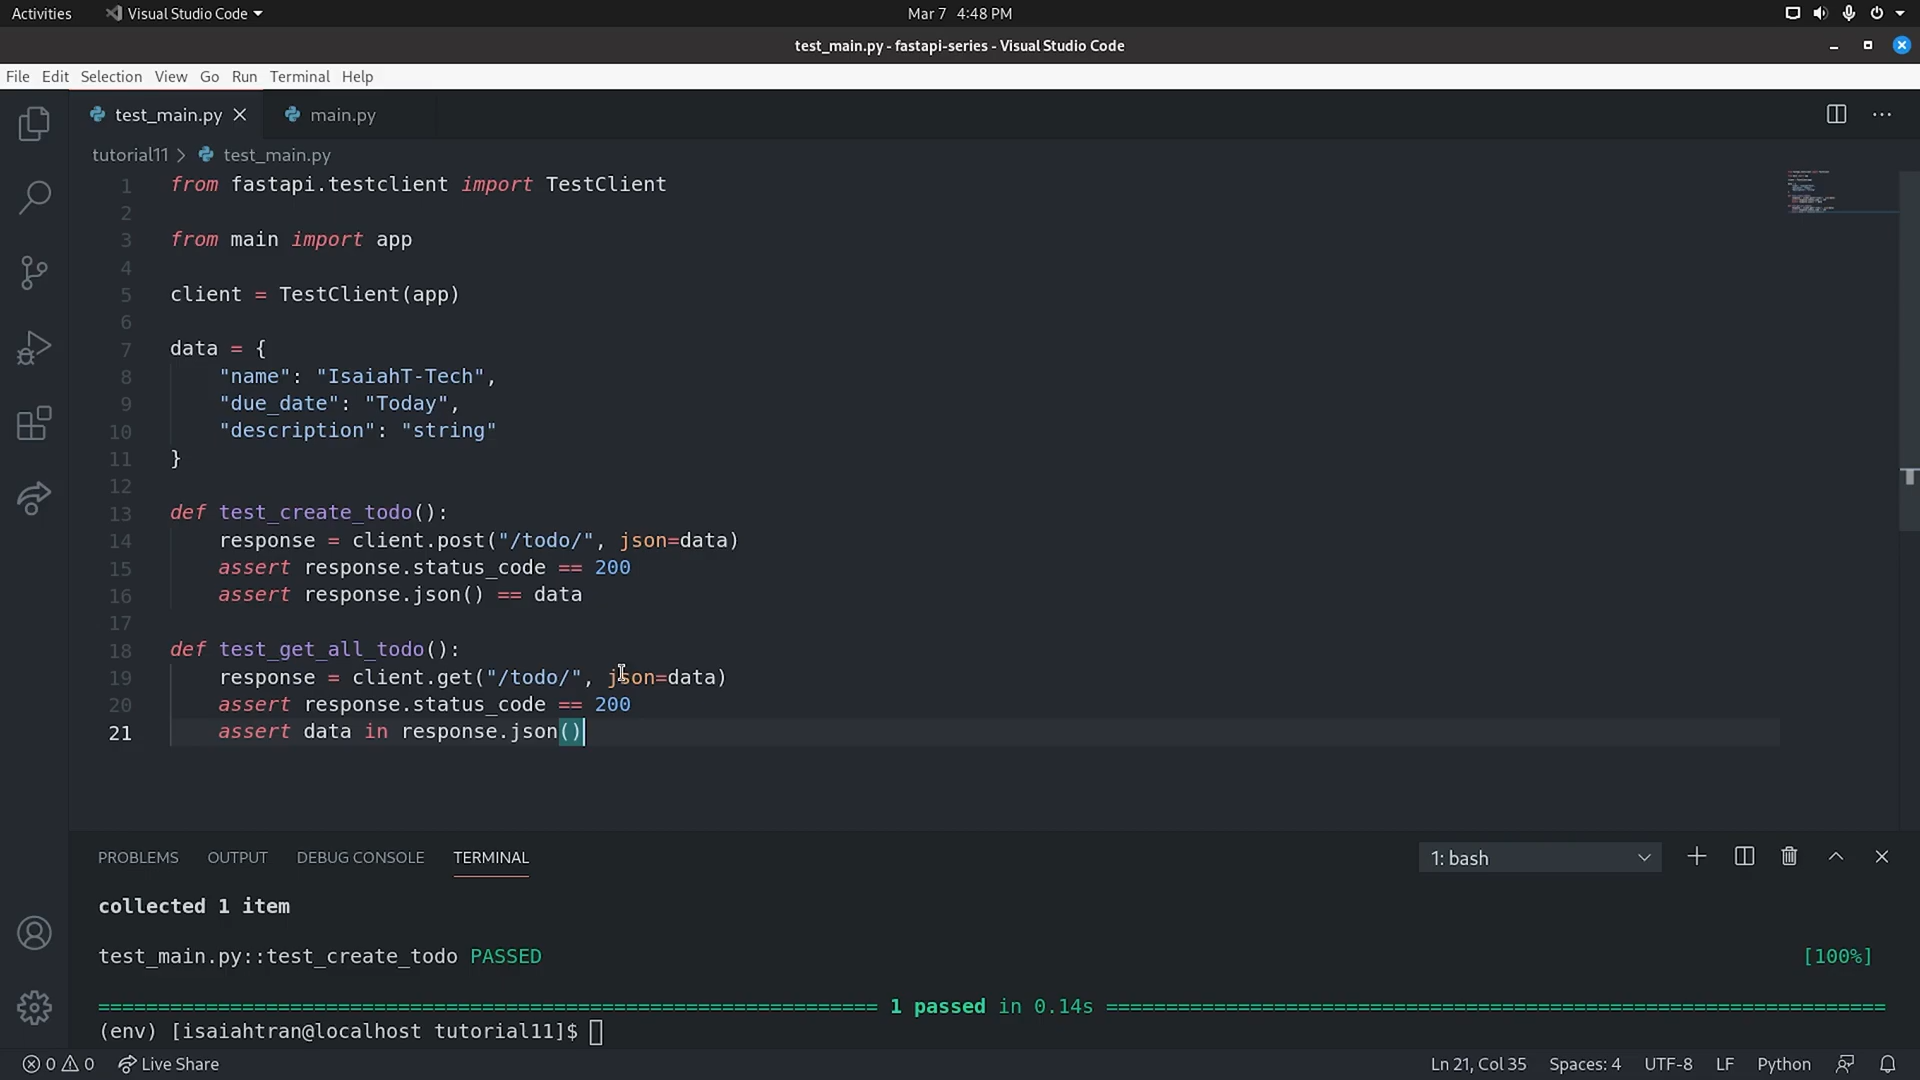 Activities Visual Studio Code Mar 7 4:48 PM
test_main.py - fastapi-series - Visual Studio Code
File Edit Selection View Go Run Terminal Help
test_main.py main.py
tutorial11 > test_main.py
1 from fastapi.testclient import TestClient
2
3 from main import app
4
5 client = TestClient(app)
6
7 data = {
8 "name": "IsaiahT-Tech",
9 "due_date": "Today",
10 "description": "string"
11 }
12
13 def test_create_todo():
14 response = client.post("/todo/", json=data)
15 assert response.status_code == 200
16 assert response.json() == data
17
18 def test_get_all_todo():
19 response = client.get("/todo/", json=data)
20 assert response.status_code == 200
21 assert data in response.json()
PROBLEMS OUTPUT DEBUG CONSOLE TERMINAL 1: bash
collected 1 item
test_main.py::test_create_todo PASSED [100%]
================================================================ 1 passed in 0.14s ================================================================
(env) [isaiahtran@localhost tutorial11]$
0 0 Live Share Ln 21, Col 35 Spaces: 4 UTF-8 LF Python